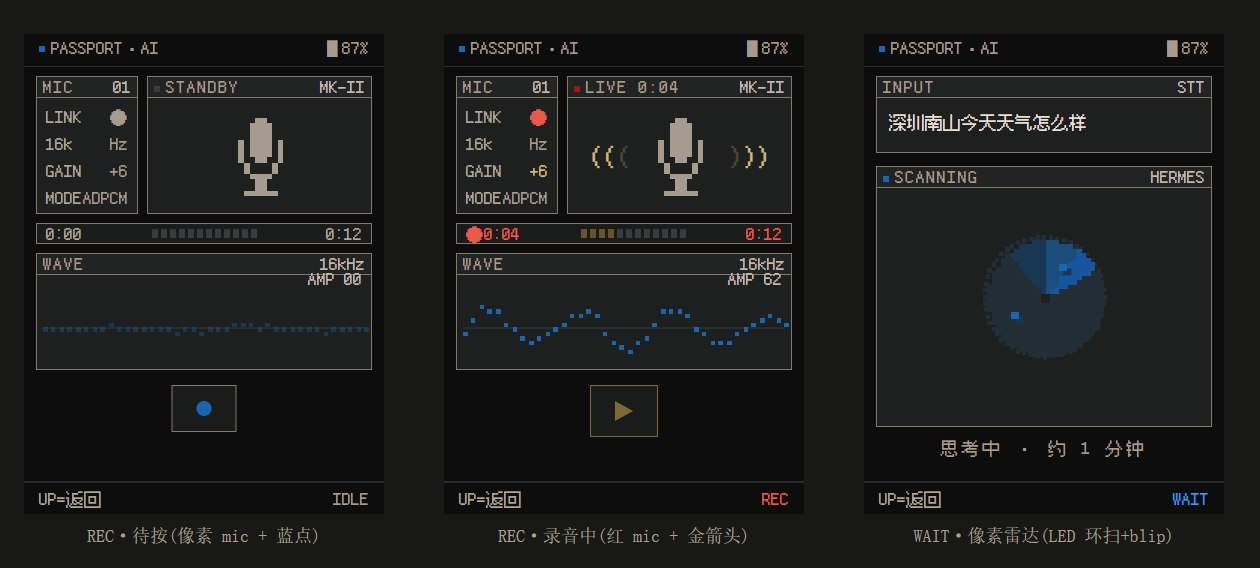 PASSPORT · AI 87%
MIC 01
LINK
16k Hz
GAIN +6
MODEADPCM
STANDBY MK-II
0:00 0:12
WAVE 16kHz
AMP 00
UP=返回 IDLE
REC·待按(像素 mic + 蓝点)
PASSPORT · AI 87%
MIC 01
LINK
16k Hz
GAIN +6
MODEADPCM
LIVE 0:04 MK-II
0:04 0:12
WAVE 16kHz
AMP 62
UP=返回 REC
REC·录音中(红 mic + 金箭头)
PASSPORT · AI 87%
INPUT STT
深圳南山今天天气怎么样
SCANNING HERMES
思考中 · 约 1 分钟
UP=返回 WAIT
WAIT·像素雷达(LED 环扫+blip)